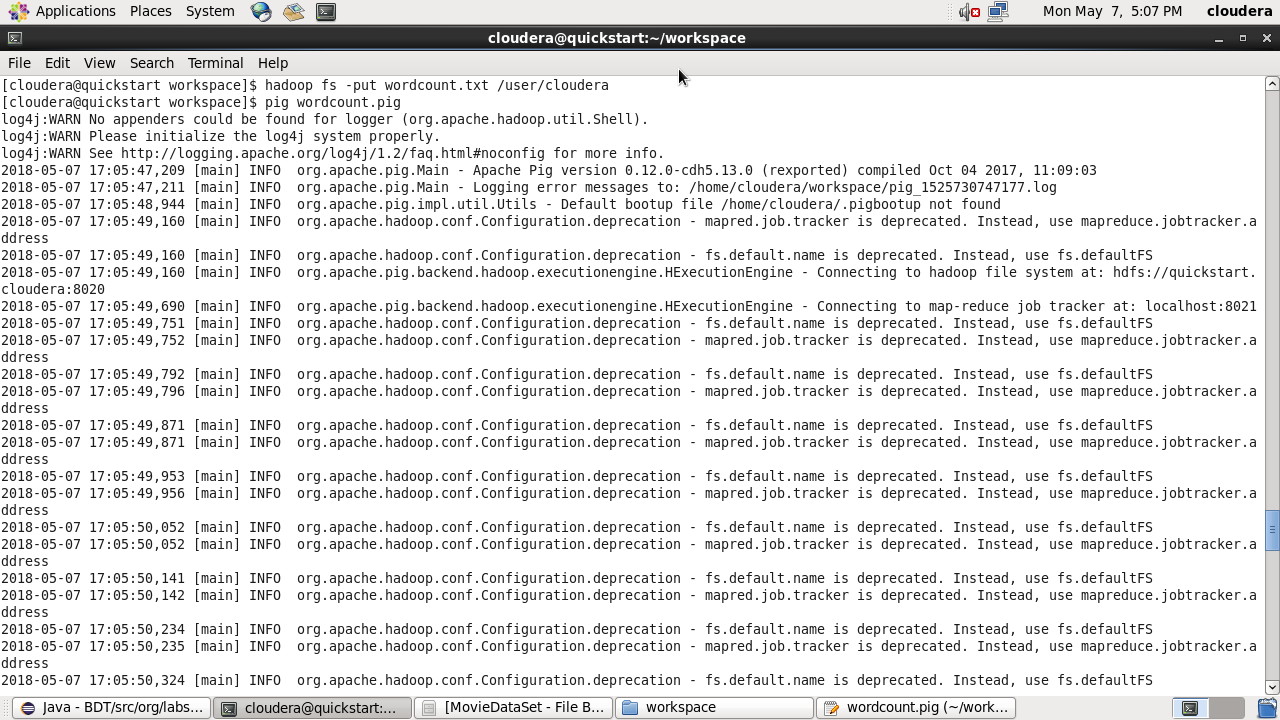 Applications Places System Mon May 7, 5:07 PM cloudera
cloudera@quickstart:~/workspace
File Edit View Search Terminal Help
[cloudera@quickstart workspace]$ hadoop fs -put wordcount.txt /user/cloudera
[cloudera@quickstart workspace]$ pig wordcount.pig
log4j:WARN No appenders could be found for logger (org.apache.hadoop.util.Shell).
log4j:WARN Please initialize the log4j system properly.
log4j:WARN See http://logging.apache.org/log4j/1.2/faq.html#noconfig for more info.
2018-05-07 17:05:47,209 [main] INFO  org.apache.pig.Main - Apache Pig version 0.12.0-cdh5.13.0 (rexported) compiled Oct 04 2017, 11:09:03
2018-05-07 17:05:47,211 [main] INFO  org.apache.pig.Main - Logging error messages to: /home/cloudera/workspace/pig_1525730747177.log
2018-05-07 17:05:48,944 [main] INFO  org.apache.pig.impl.util.Utils - Default bootup file /home/cloudera/.pigbootup not found
2018-05-07 17:05:49,160 [main] INFO  org.apache.hadoop.conf.Configuration.deprecation - mapred.job.tracker is deprecated. Instead, use mapreduce.jobtracker.a
ddress
2018-05-07 17:05:49,160 [main] INFO  org.apache.hadoop.conf.Configuration.deprecation - fs.default.name is deprecated. Instead, use fs.defaultFS
2018-05-07 17:05:49,160 [main] INFO  org.apache.pig.backend.hadoop.executionengine.HExecutionEngine - Connecting to hadoop file system at: hdfs://quickstart.
cloudera:8020
2018-05-07 17:05:49,690 [main] INFO  org.apache.pig.backend.hadoop.executionengine.HExecutionEngine - Connecting to map-reduce job tracker at: localhost:8021
2018-05-07 17:05:49,751 [main] INFO  org.apache.hadoop.conf.Configuration.deprecation - fs.default.name is deprecated. Instead, use fs.defaultFS
2018-05-07 17:05:49,752 [main] INFO  org.apache.hadoop.conf.Configuration.deprecation - mapred.job.tracker is deprecated. Instead, use mapreduce.jobtracker.a
ddress
2018-05-07 17:05:49,792 [main] INFO  org.apache.hadoop.conf.Configuration.deprecation - fs.default.name is deprecated. Instead, use fs.defaultFS
2018-05-07 17:05:49,796 [main] INFO  org.apache.hadoop.conf.Configuration.deprecation - mapred.job.tracker is deprecated. Instead, use mapreduce.jobtracker.a
ddress
2018-05-07 17:05:49,871 [main] INFO  org.apache.hadoop.conf.Configuration.deprecation - fs.default.name is deprecated. Instead, use fs.defaultFS
2018-05-07 17:05:49,871 [main] INFO  org.apache.hadoop.conf.Configuration.deprecation - mapred.job.tracker is deprecated. Instead, use mapreduce.jobtracker.a
ddress
2018-05-07 17:05:49,953 [main] INFO  org.apache.hadoop.conf.Configuration.deprecation - fs.default.name is deprecated. Instead, use fs.defaultFS
2018-05-07 17:05:49,956 [main] INFO  org.apache.hadoop.conf.Configuration.deprecation - mapred.job.tracker is deprecated. Instead, use mapreduce.jobtracker.a
ddress
2018-05-07 17:05:50,052 [main] INFO  org.apache.hadoop.conf.Configuration.deprecation - fs.default.name is deprecated. Instead, use fs.defaultFS
2018-05-07 17:05:50,052 [main] INFO  org.apache.hadoop.conf.Configuration.deprecation - mapred.job.tracker is deprecated. Instead, use mapreduce.jobtracker.a
ddress
2018-05-07 17:05:50,141 [main] INFO  org.apache.hadoop.conf.Configuration.deprecation - fs.default.name is deprecated. Instead, use fs.defaultFS
2018-05-07 17:05:50,142 [main] INFO  org.apache.hadoop.conf.Configuration.deprecation - mapred.job.tracker is deprecated. Instead, use mapreduce.jobtracker.a
ddress
2018-05-07 17:05:50,234 [main] INFO  org.apache.hadoop.conf.Configuration.deprecation - fs.default.name is deprecated. Instead, use fs.defaultFS
2018-05-07 17:05:50,235 [main] INFO  org.apache.hadoop.conf.Configuration.deprecation - mapred.job.tracker is deprecated. Instead, use mapreduce.jobtracker.a
ddress
2018-05-07 17:05:50,324 [main] INFO  org.apache.hadoop.conf.Configuration.deprecation - fs.default.name is deprecated. Instead, use fs.defaultFS
Java - BDT/src/org/labs... cloudera@quickstart:... [MovieDataSet - File B... workspace wordcount.pig (~/work...